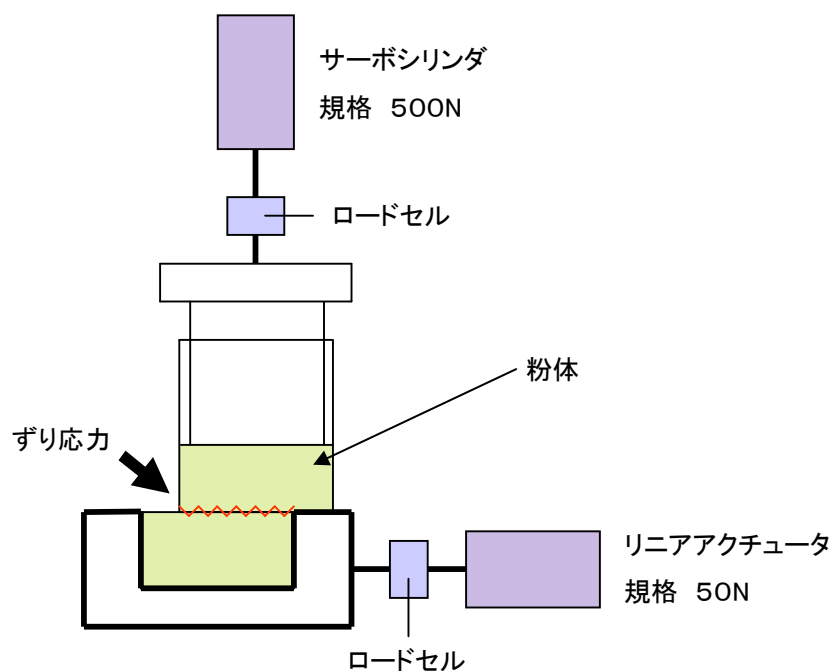 サーボシリンダ
規格 500N
ロードセル
粉体
ずり応力
リニアアクチュータ
規格 50N
ロードセル